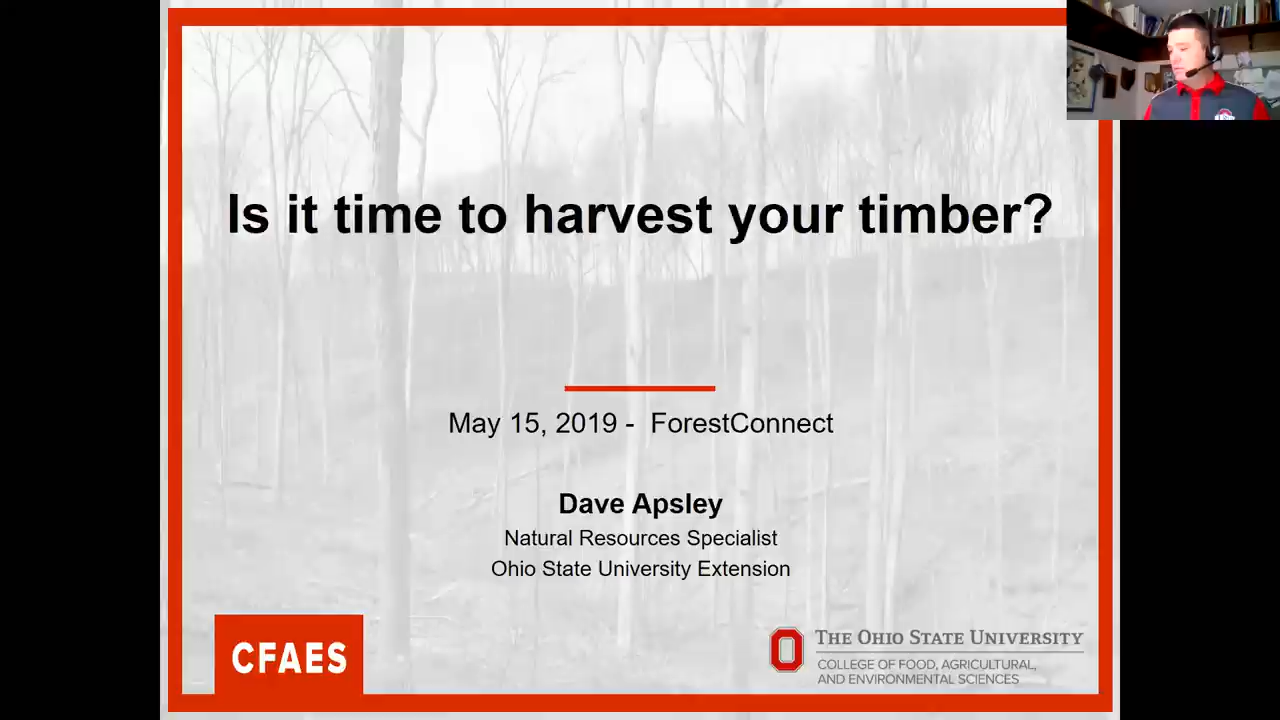 Is it time to harvest your timber?
May 15, 2019 - ForestConnect
Dave Apsley
Natural Resources Specialist
Ohio State University Extension
CFAES
THE OHIO STATE UNIVERSITY
COLLEGE OF FOOD, AGRICULTURAL,
AND ENVIRONMENTAL SCIENCES